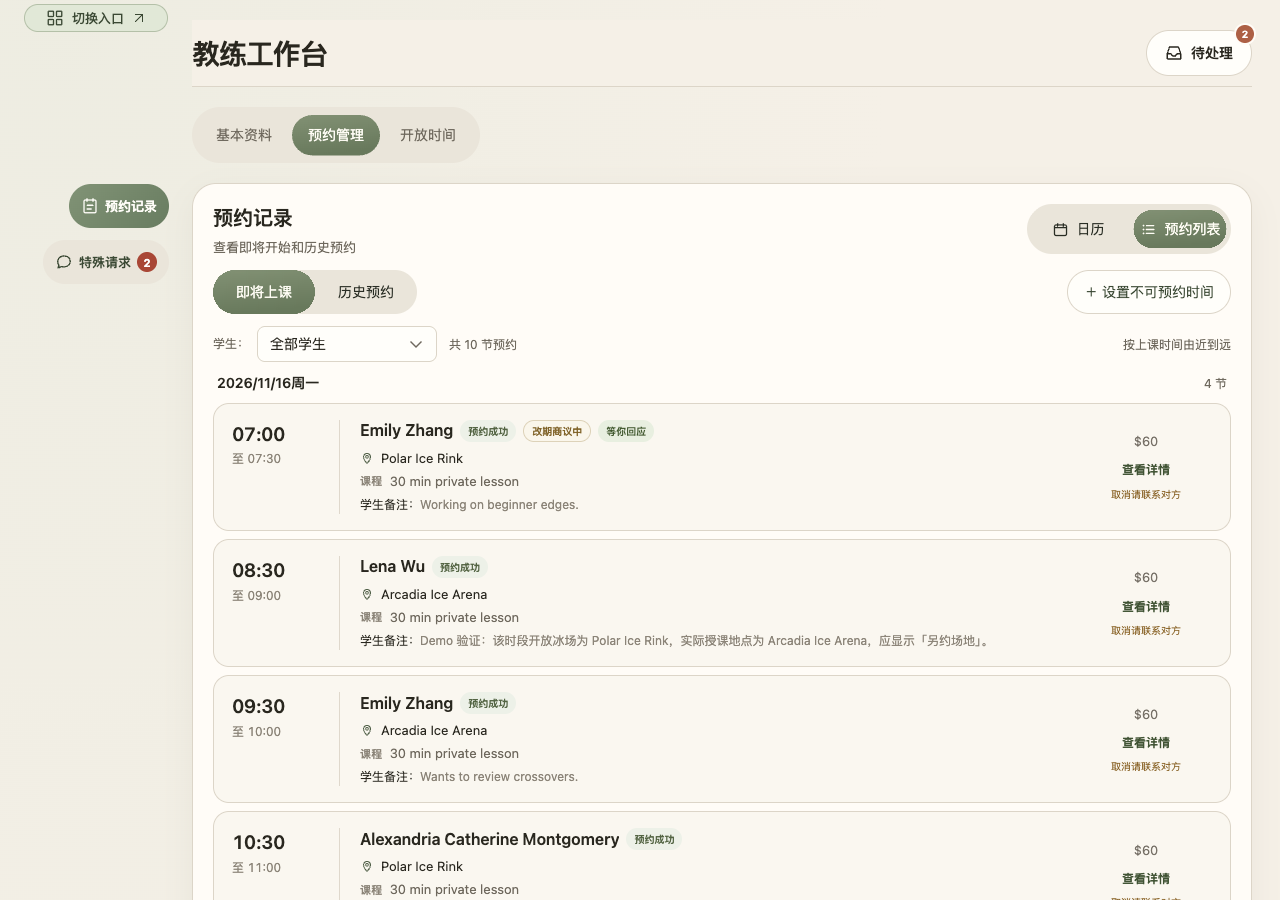 切换入口
教练工作台
待处理
2
基本资料
预约管理
开放时间
预约记录
特殊请求
2
预约记录
查看即将开始和历史预约
日历
预约列表
即将上课
历史预约
+ 设置不可预约时间
学生：
全部学生
共 10 节预约
按上课时间由近到远
2026/11/16周一
4 节
07:00
至 07:30
Emily Zhang 预约成功 改期商议中 等你回应
Polar Ice Rink
课程 30 min private lesson
学生备注：Working on beginner edges.
$60
查看详情
取消请联系对方
08:30
至 09:00
Lena Wu 预约成功
Arcadia Ice Arena
课程 30 min private lesson
学生备注：Demo 验证：该时段开放冰场为 Polar Ice Rink，实际授课地点为 Arcadia Ice Arena，应显示「另约场地」。
$60
查看详情
取消请联系对方
09:30
至 10:00
Emily Zhang 预约成功
Arcadia Ice Arena
课程 30 min private lesson
学生备注：Wants to review crossovers.
$60
查看详情
取消请联系对方
10:30
至 11:00
Alexandria Catherine Montgomery 预约成功
Polar Ice Rink
课程 30 min private lesson
$60
查看详情